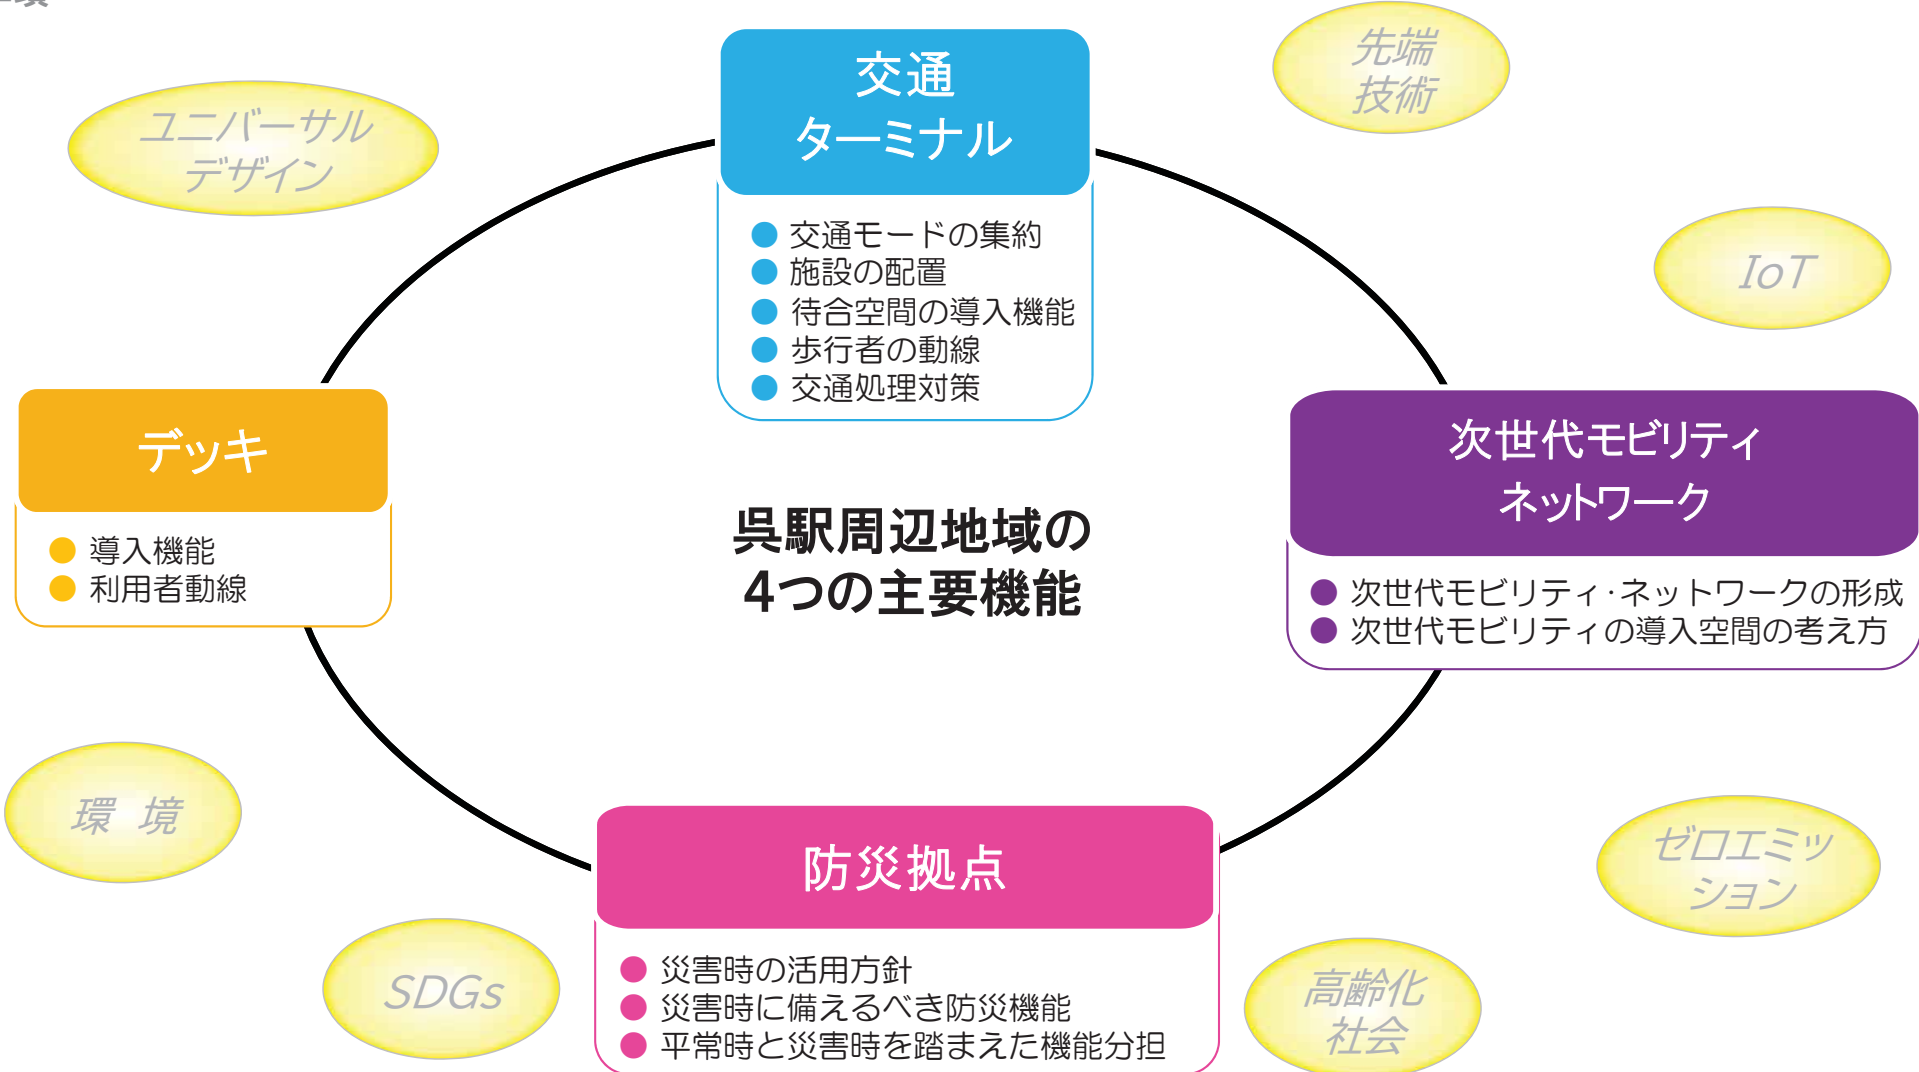 交通
ターミナル
交通モードの集約
施設の配置
待合空間の導入機能
歩行者の動線
交通処理対策
先端
技術
ユニバーサル
デザイン
IoT
デッキ
導入機能
利用者動線
呉駅周辺地域の
4つの主要機能
次世代モビリティ
ネットワーク
次世代モビリティ・ネットワークの形成
次世代モビリティの導入空間の考え方
環 境
防災拠点
災害時の活用方針
災害時に備えるべき防災機能
平常時と災害時を踏まえた機能分担
ゼロエミッ
ション
SDGs
高齢化
社会